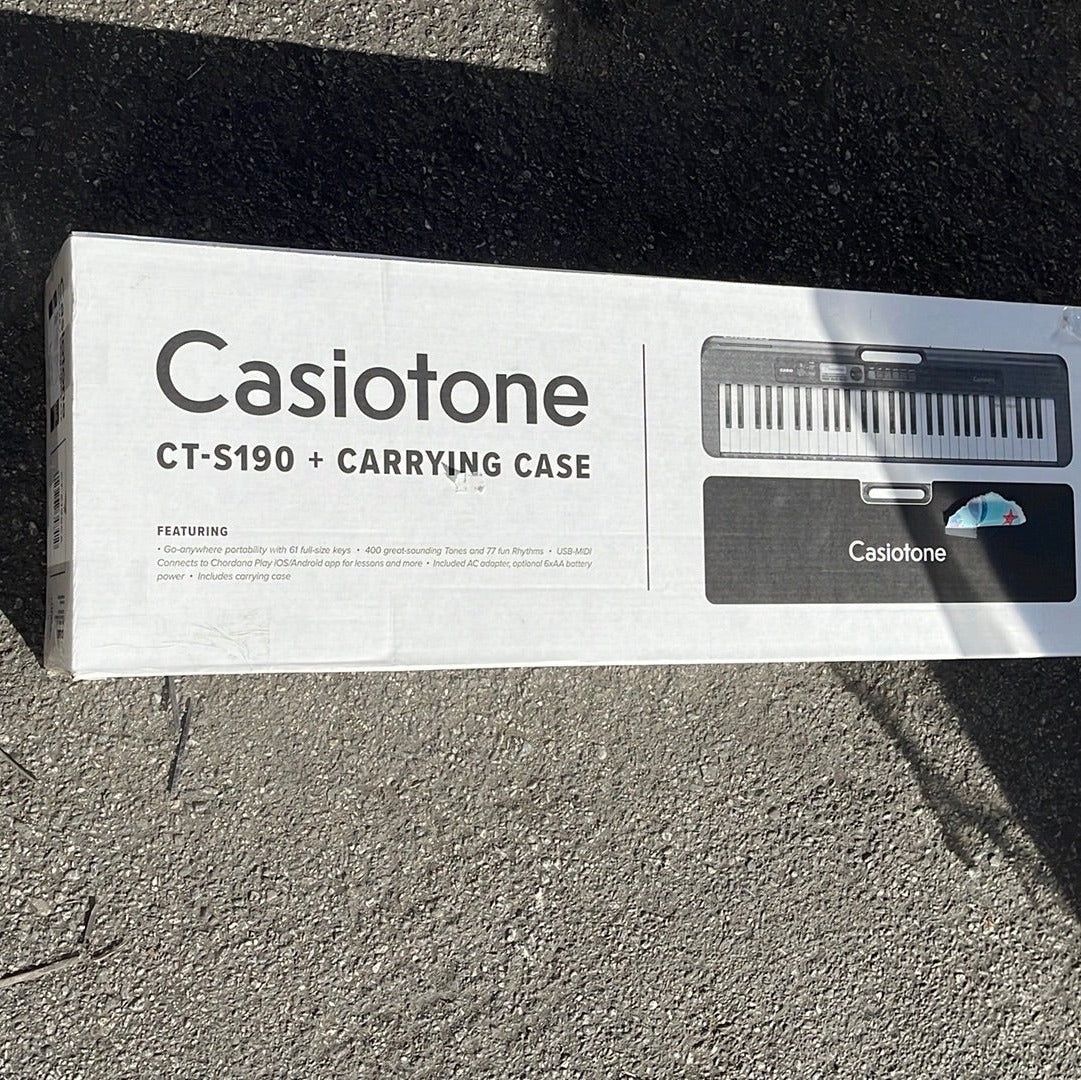 Casiotone
CT-S190 + CARRYING CASE
FEATURING
• Go-anywhere portability with 61 full-size keys • 400 great-sounding Tones and 77 fun Rhythms • USB-MIDI
Connects to Chordana Play iOS/Android app for lessons and more • Included AC adapter, optional 6xAA battery
power • Includes carrying case
CASIO
Casiotone
Casiotone